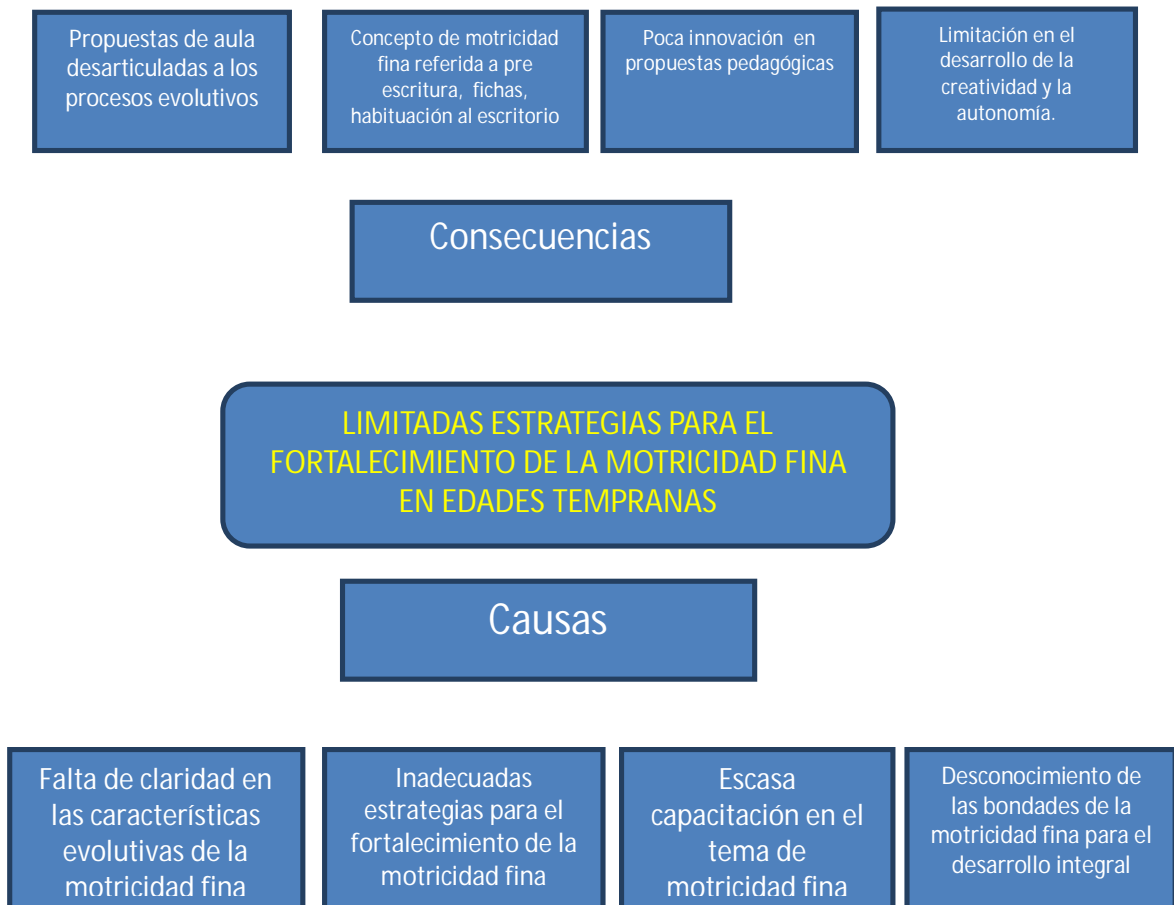 Propuestas de aula
desarticuladas a los
procesos evolutivos
Concepto de motricidad
fina referida a pre
escritura, fichas,
habituación al escritorio
Poca innovación en
propuestas pedagógicas
Limitación en el
desarrollo de la
creatividad y la
autonomía.
Consecuencias
LIMITADAS ESTRATEGIAS PARA EL
FORTALECIMIENTO DE LA MOTRICIDAD FINA
EN EDADES TEMPRANAS
Causas
Falta de claridad en
las características
evolutivas de la
motricidad fina
Inadecuadas
estrategias para el
fortalecimiento de la
motricidad fina
Escasa
capacitación en el
tema de
motricidad fina
Desconocimiento de
las bondades de la
motricidad fina para el
desarrollo integral